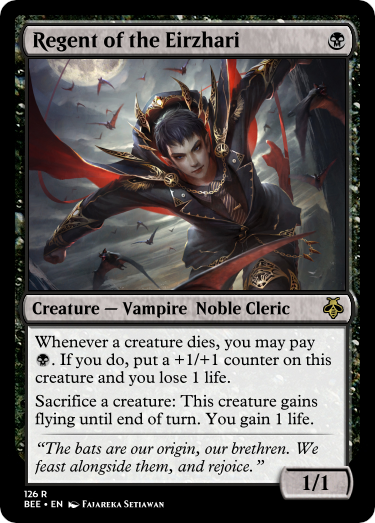 Regent of the Eirzhari
Creature — Vampire Noble Cleric
Whenever a creature dies, you may pay
. If you do, put a +1/+1 counter on this
creature and you lose 1 life.
Sacrifice a creature: This creature gains
flying until end of turn. You gain 1 life.
“The bats are our origin, our brethren. We
feast alongside them, and rejoice.”
1/1
126 R
BEE • EN Fajareka Setiawan